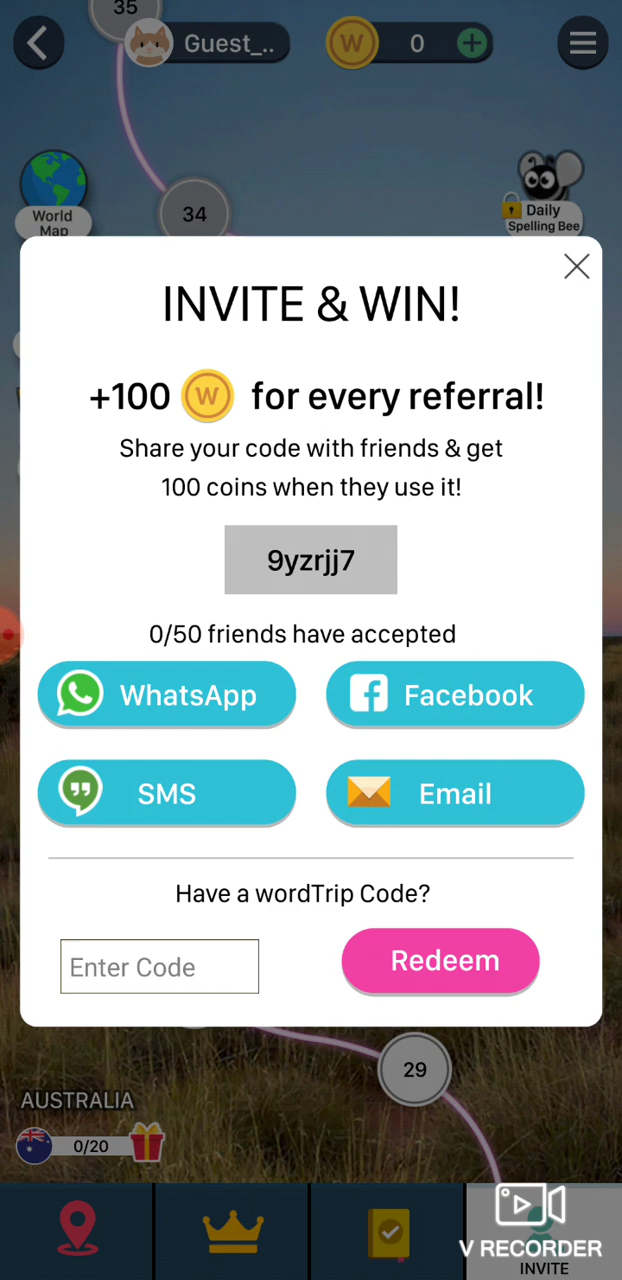 35
Guest_..
W
0
34
World
Map
Daily
Spelling Bee
INVITE & WIN!
+100 W for every referral!
Share your code with friends & get
100 coins when they use it!
9yzrjj7
0/50 friends have accepted
WhatsApp
Facebook
SMS
Email
Have a wordTrip Code?
Enter Code
Redeem
29
AUSTRALIA
0/20
V RECORDER
INVITE